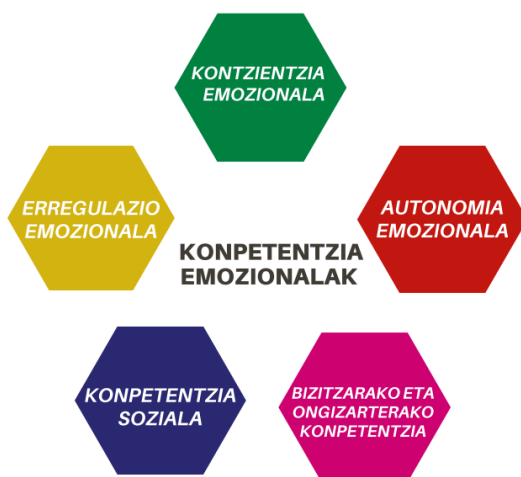 KONTZIENTZIA
EMOZIONALA
ERREGULAZIO
EMOZIONALA
AUTONOMIA
EMOZIONALA
KONPETENTZIA
EMOZIONALAK
KONPETENTZIA
SOZIALA
BIZITZARAKO ETA
ONGIZARTERAKO
KONPETENTZIA